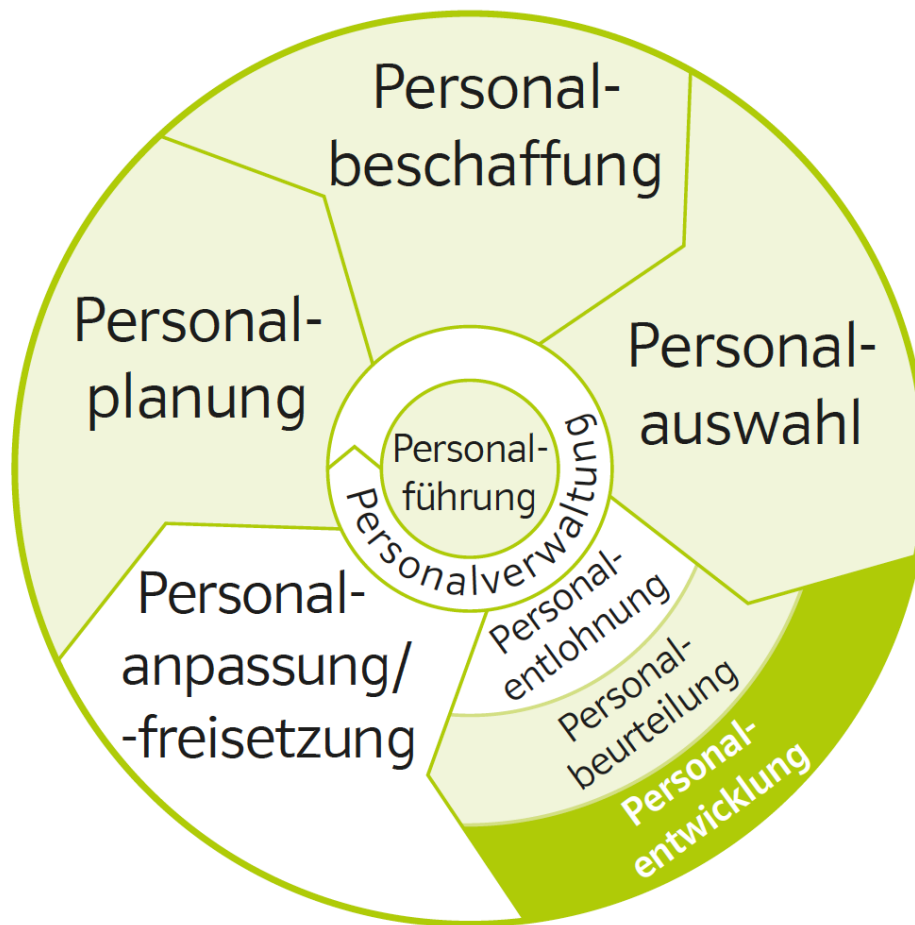 Personal-
beschaffung
Personal-
planung
Personal-
auswahl
Personal-
führung
Personalverwaltung
Personal-
entlohnung
Personal-
beurteilung
Personal-
entwicklung
Personal-
anpassung/
-freisetzung